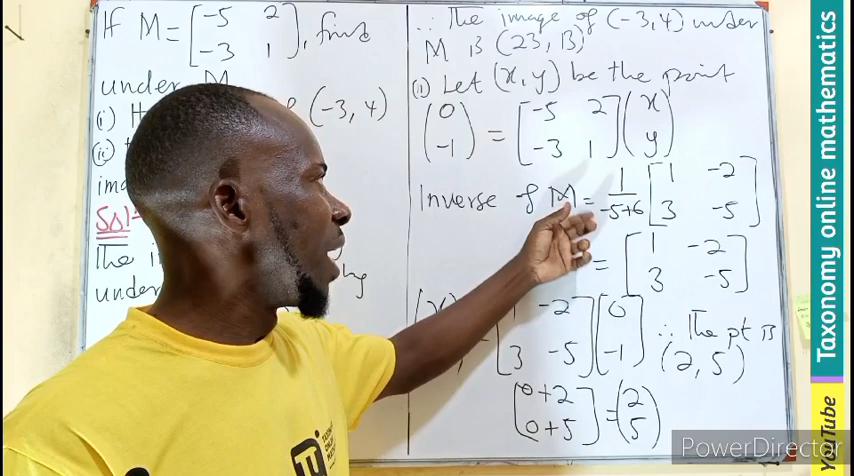 If M = [-5 2
-3 1], find
under M
(i) (-3, 4)
(ii)
ima
Soln
The i
under
∴ The image of (-3, 4) under
M is (23, 13)
(ii) Let (x, y) be the point
(0
-1) = [-5 2
-3 1] (x
y)
Inverse of M = 1/-5+6 [1 -2
3 -5]
= [1 -2
3 -5]
1 -2
3 -5] [0
-1] ∴ The pt is
(2, 5)
(0+2
0+5] = (2
5)
Taxonomy online mathematics
YouTube
PowerDirector